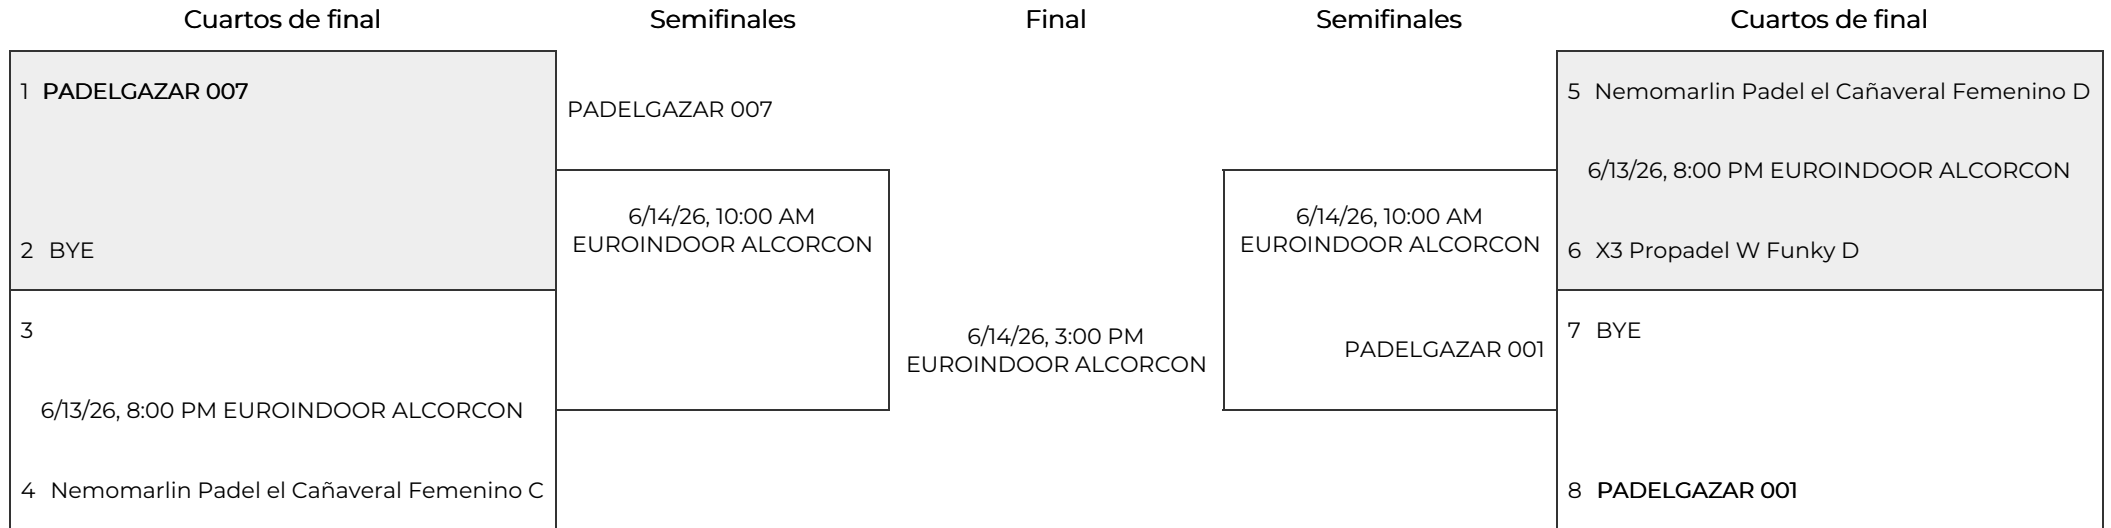 Cuartos de final
Semifinales
Final
Semifinales
Cuartos de final
1 PADELGAZAR 007
2 BYE
3
6/13/26, 8:00 PM EUROINDOOR ALCORCON
4 Nemomarlin Padel el Cañaveral Femenino C
PADELGAZAR 007
6/14/26, 10:00 AM
EUROINDOOR ALCORCON
6/14/26, 3:00 PM
EUROINDOOR ALCORCON
6/14/26, 10:00 AM
EUROINDOOR ALCORCON
PADELGAZAR 001
5 Nemomarlin Padel el Cañaveral Femenino D
6/13/26, 8:00 PM EUROINDOOR ALCORCON
6 X3 Propadel W Funky D
7 BYE
8 PADELGAZAR 001